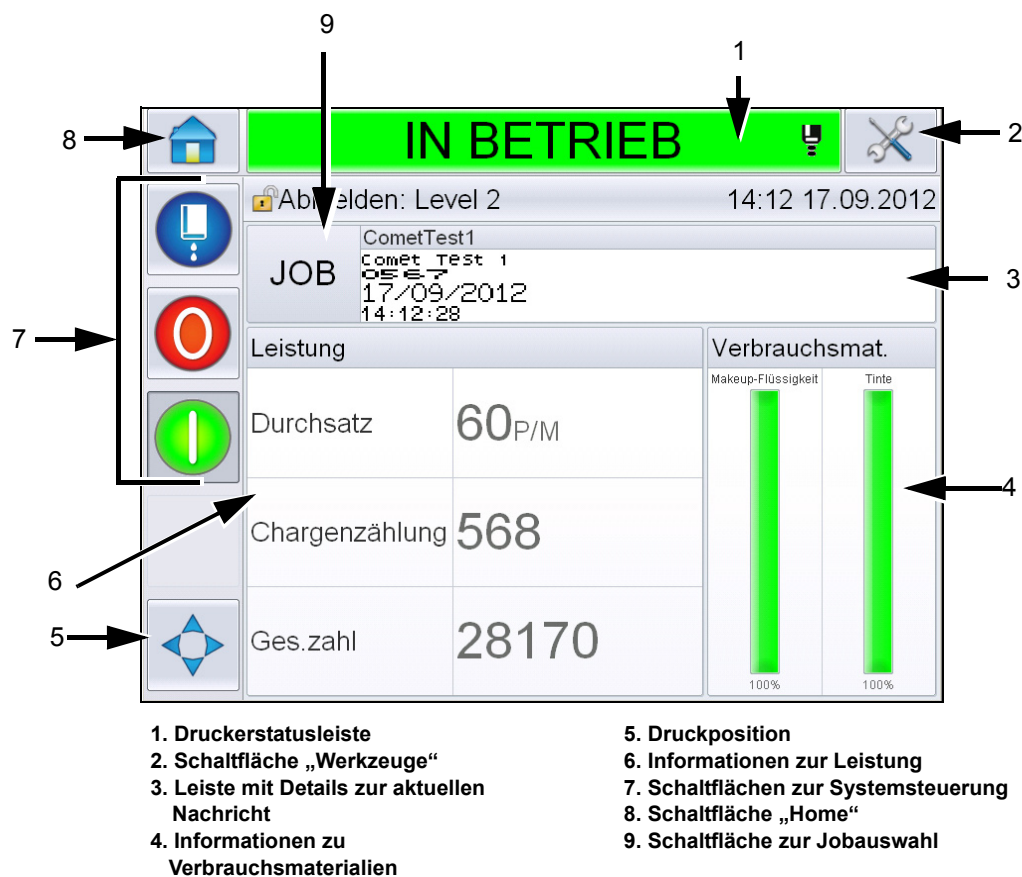 9
1
8
IN BETRIEB
2
Abmelden: Level 2
14:12 17.09.2012
JOB
CometTest1
Comet Test 1
0567
17/09/2012
14:12:28
3
7
Leistung
Verbrauchsmat.
Makeup-Flüssigkeit
Tinte
Durchsatz
60P/M
4
Chargenzählung
568
6
5
Ges.zahl
28170
100%
100%
1. Druckerstatusleiste
2. Schaltfläche „Werkzeuge“
3. Leiste mit Details zur aktuellen
Nachricht
4. Informationen zu
Verbrauchsmaterialien
5. Druckposition
6. Informationen zur Leistung
7. Schaltflächen zur Systemsteuerung
8. Schaltfläche „Home“
9. Schaltfläche zur Jobauswahl